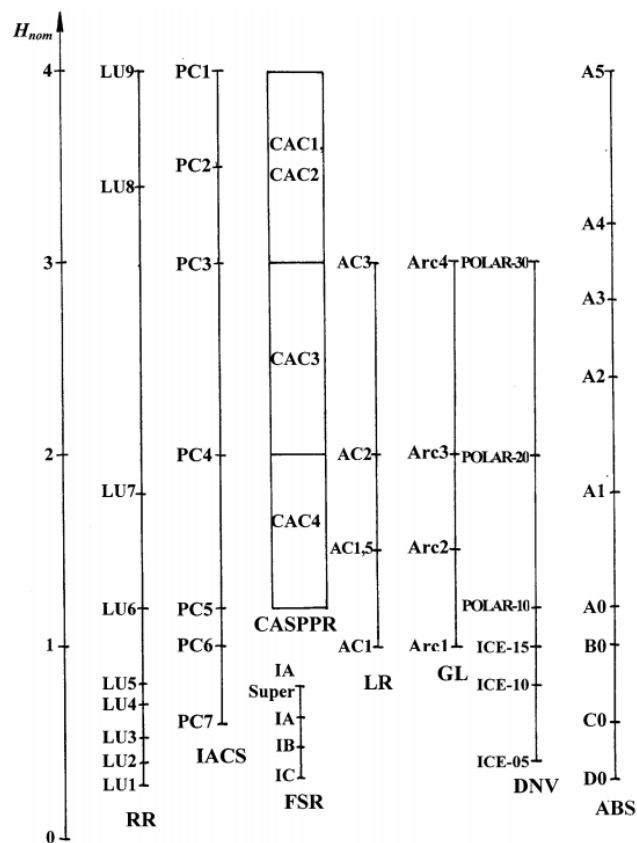 H_nom
4 LU9 PC1 A5
CAC1,
PC2 CAC2
LU8
A4
3 PC3 AC3 Arc4 POLAR-30
A3
CAC3
A2
2 PC4 AC2 Arc3 POLAR-20
LU7 A1
CAC4
AC1,5 Arc2
LU6 PC5 POLAR-10 A0
CASPPR
1 PC6 AC1 Arc1 ICE-15 B0
IA
Super
LU5 LR GL ICE-10
LU4
PC7 IA C0
LU3
IACS IB
LU2 ICE-05
LU1 IC D0
RR FSR DNV ABS
0